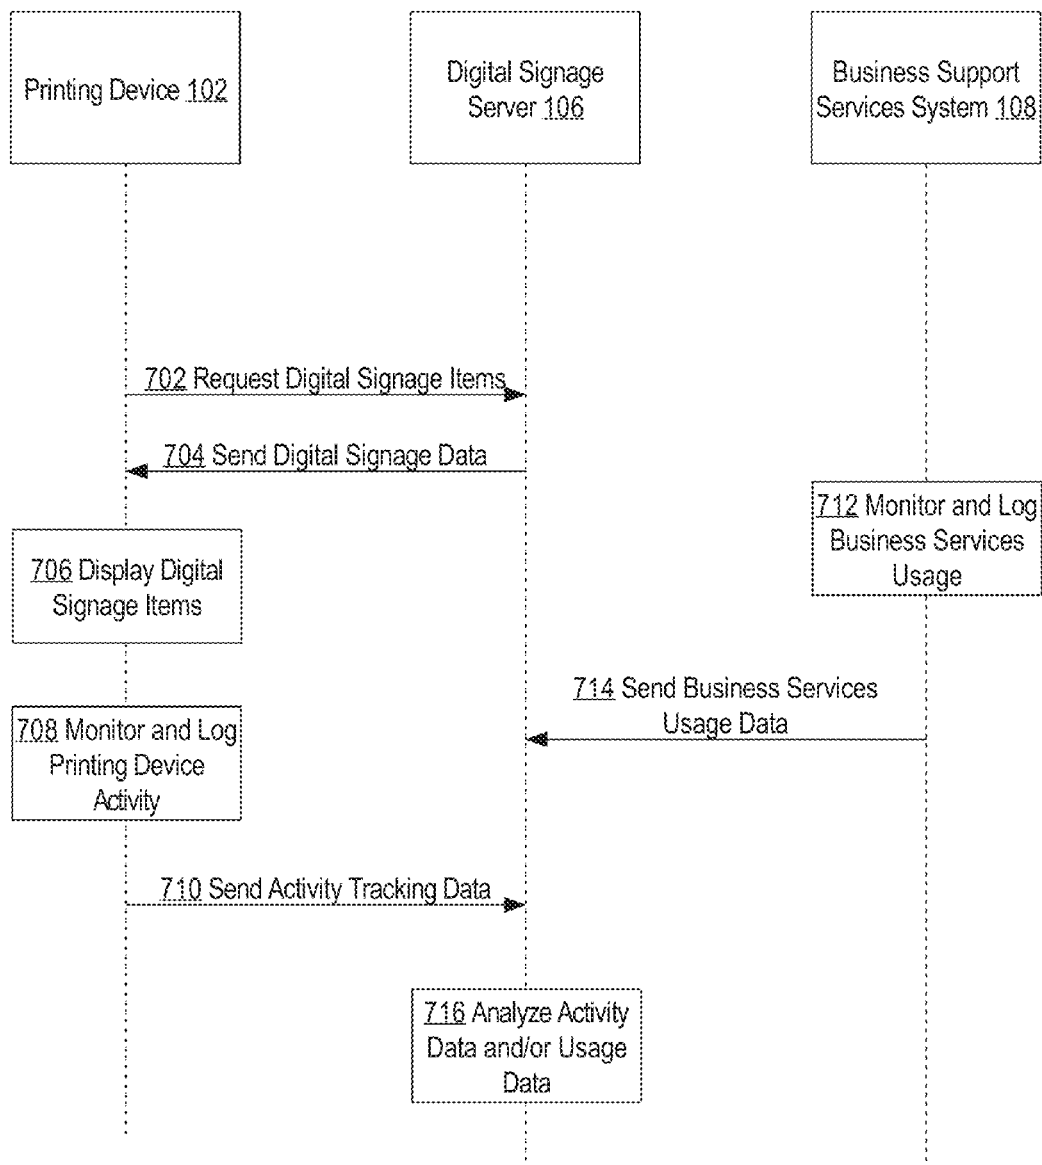 Printing Device 102
Digital Signage
Server 106
Business Support
Services System 108
702 Request Digital Signage Items
704 Send Digital Signage Data
712 Monitor and Log
Business Services
Usage
706 Display Digital
Signage Items
714 Send Business Services
Usage Data
708 Monitor and Log
Printing Device
Activity
710 Send Activity Tracking Data
716 Analyze Activity
Data and/or Usage
Data